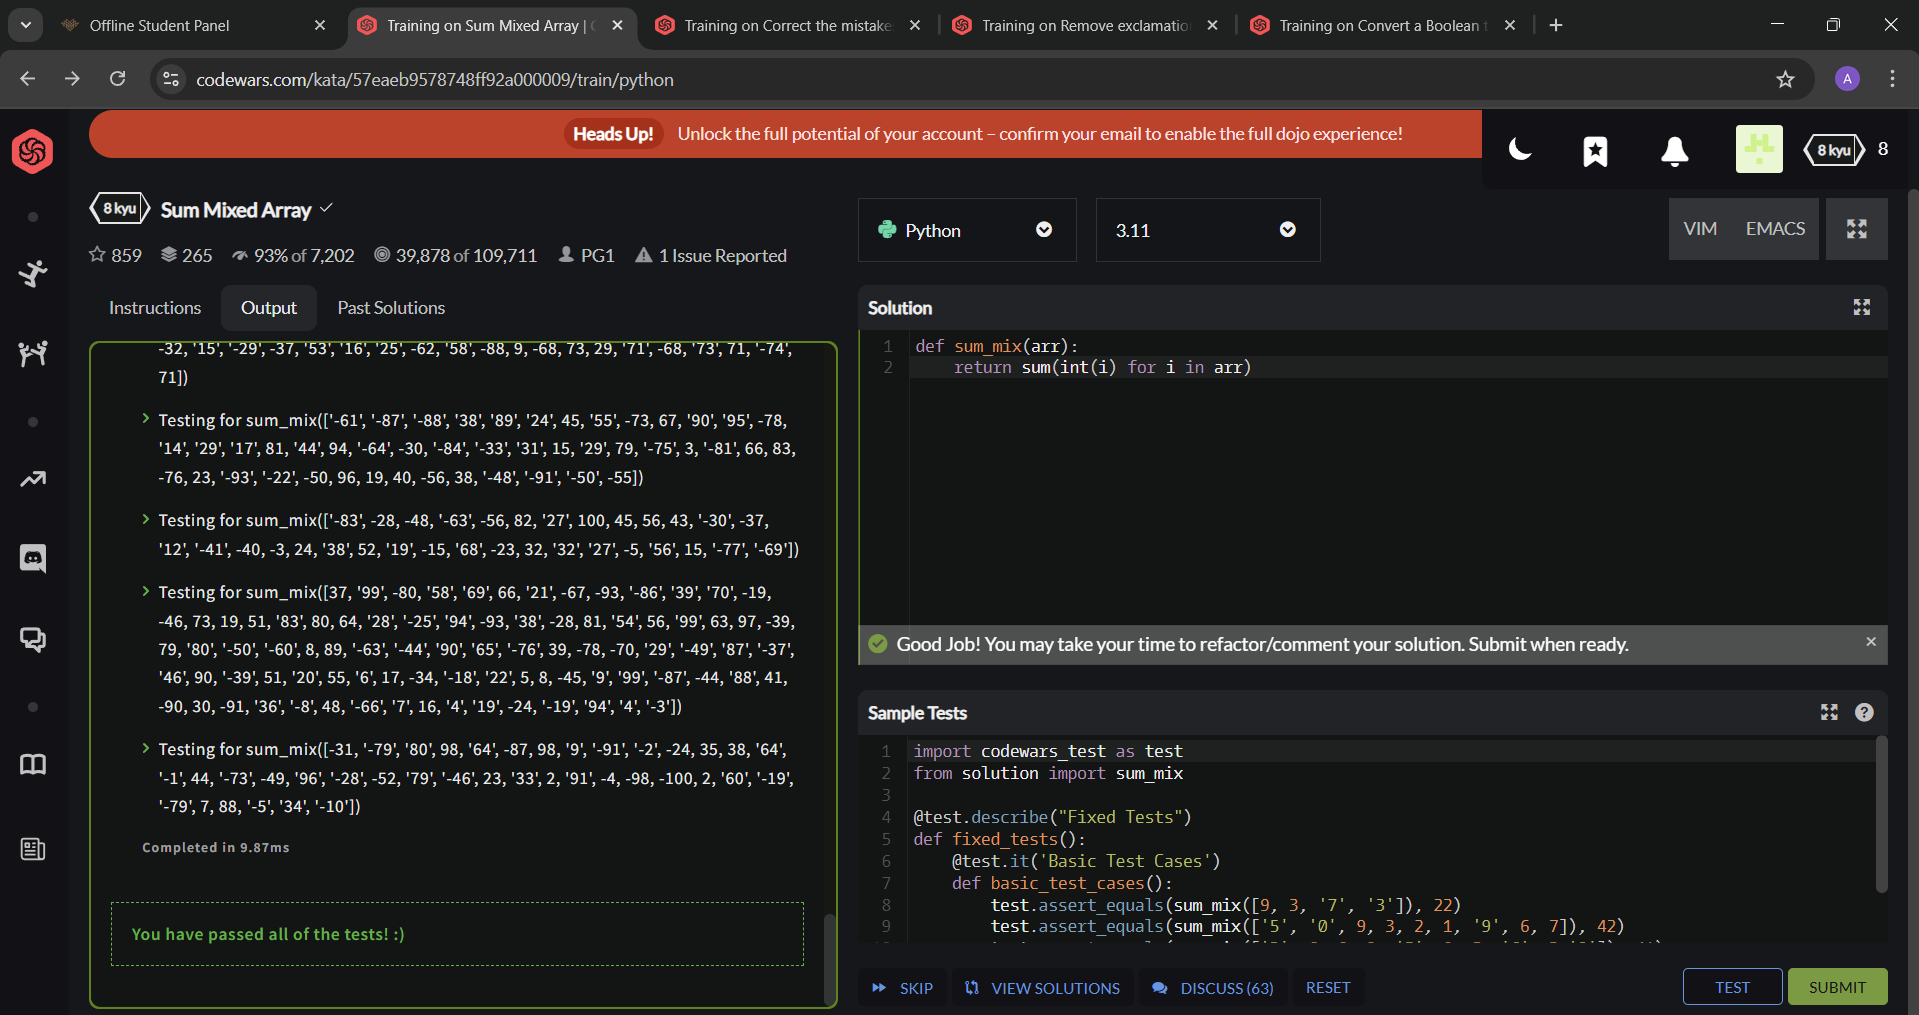 Offline Student Panel
Training on Sum Mixed Array |
Training on Correct the mistake
Training on Remove exclamatio
Training on Convert a Boolean
codewars.com/kata/57eaeb9578748ff92a000009/train/python
A
Heads Up! Unlock the full potential of your account – confirm your email to enable the full dojo experience!
8 kyu 8
8 kyu Sum Mixed Array
859 265 93% of 7,202 39,878 of 109,711 PG1 1 Issue Reported
Python
3.11
VIM EMACS
Instructions Output Past Solutions
-32, '15', '-29', -37, '53', '16', '25', -62, '58', -88, 9, -68, 73, 29, '71', -68, '73', 71, '-74',
71])
Testing for sum_mix(['-61', '-87', '-88', '38', '89', '24', 45, '55', -73, 67, '90', '95', -78,
'14', '29', '17', 81, '44', 94, '-64', -30, '-84', '-33', '31', 15, '29', 79, '-75', 3, '-81', 66, 83,
-76, 23, '-93', '-22', -50, 96, 19, 40, -56, 38, '-48', '-91', '-50', -55])
Testing for sum_mix(['-83', -28, -48, '-63', -56, 82, '27', 100, 45, 56, 43, '-30', -37,
'12', '-41', -40, -3, 24, '38', 52, '19', -15, '68', -23, 32, '32', '27', -5, '56', 15, '-77', '-69'])
Testing for sum_mix([37, '99', -80, '58', '69', 66, '21', -67, -93, '-86', '39', '70', -19,
-46, 73, 19, 51, '83', 80, 64, '28', '-25', '94', -93, '38', -28, 81, '54', 56, '99', 63, 97, -39,
79, '80', '-50', '-60', 8, 89, '-63', '-44', '90', '65', '-76', 39, -78, -70, '29', '-49', '87', '-37',
'46', 90, '-39', 51, '20', 55, '6', 17, -34, '-18', '22', 5, 8, -45, '9', '99', '-87', -44, '88', 41,
-90, 30, -91, '36', '-8', 48, '-66', '7', 16, '4', '19', -24, '-19', '94', '4', '-3'])
Testing for sum_mix([-31, '-79', '80', 98, '64', -87, 98, '9', '-91', '-2', -24, 35, 38, '64',
'-1', 44, '-73', -49, '96', '-28', -52, '79', '-46', 23, '33', 2, '91', -4, -98, -100, 2, '60', '-19',
'-79', 7, 88, '-5', '34', '-10'])
Completed in 9.87ms
You have passed all of the tests! :)
Solution
1 def sum_mix(arr):
2 return sum(int(i) for i in arr)
Good Job! You may take your time to refactor/comment your solution. Submit when ready.
Sample Tests
1 import codewars_test as test
2 from solution import sum_mix
3
4 @test.describe("Fixed Tests")
5 def fixed_tests():
6 @test.it('Basic Test Cases')
7 def basic_test_cases():
8 test.assert_equals(sum_mix([9, 3, '7', '3']), 22)
9 test.assert_equals(sum_mix(['5', '0', 9, 3, 2, 1, '9', 6, 7]), 42)
SKIP VIEW SOLUTIONS DISCUSS (63) RESET
TEST SUBMIT